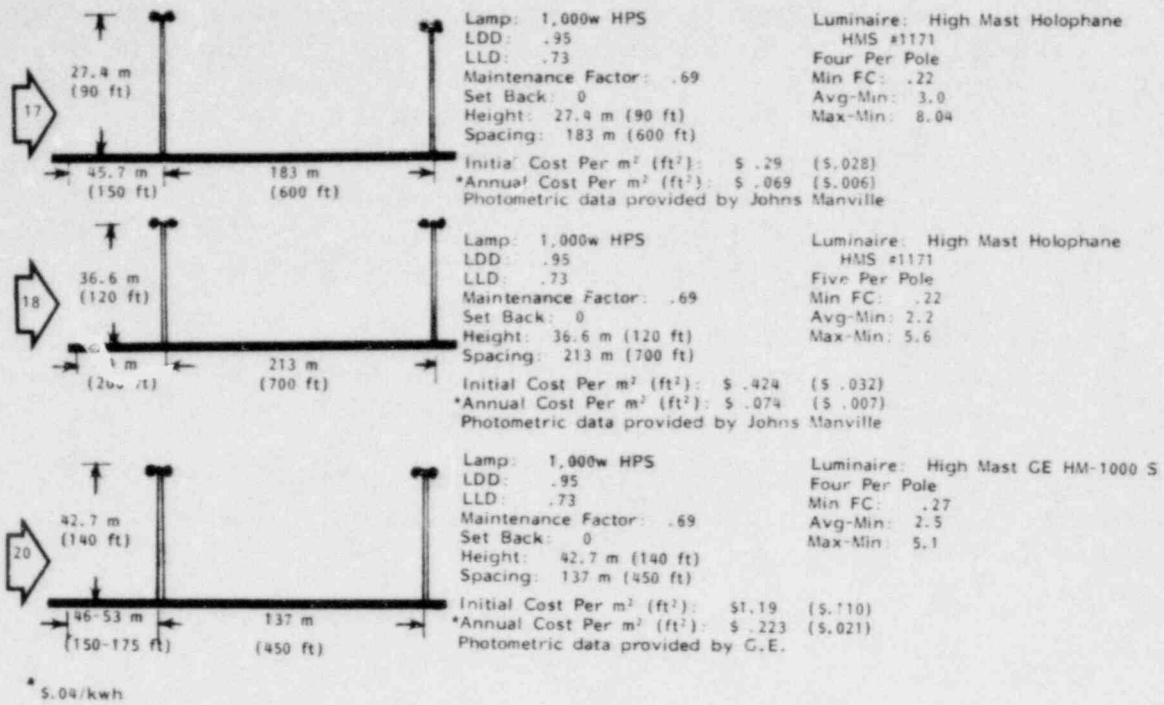 27.4 m
(90 ft)
17
45.7 m
(150 ft)
183 m
(600 ft)
Lamp: 1,000w HPS
LDD: .95
LLD: .73
Maintenance Factor: .69
Set Back: 0
Height: 27.4 m (90 ft)
Spacing: 183 m (600 ft)
Luminaire: High Mast Holophane
HMS #1171
Four Per Pole
Min FC: .22
Avg-Min: 3.0
Max-Min: 8.04
Initial Cost Per m² (ft²): $ .29 ($.028)
*Annual Cost Per m² (ft²): $ .069 ($.006)
Photometric data provided by Johns Manville
36.6 m
(120 ft)
18
m
213 m
(700 ft)
Lamp: 1,000w HPS
LDD: .95
LLD: .73
Maintenance Factor: .69
Set Back: 0
Height: 36.6 m (120 ft)
Spacing: 213 m (700 ft)
Luminaire: High Mast Holophane
HMS #1171
Five Per Pole
Min FC: .22
Avg-Min: 2.2
Max-Min: 5.6
Initial Cost Per m² (ft²): $ .424 ($ .032)
*Annual Cost Per m² (ft²): $ .074 ($ .007)
Photometric data provided by Johns Manville
42.7 m
(140 ft)
20
46-53 m
(150-175 ft)
137 m
(450 ft)
Lamp: 1,000w HPS
LDD: .95
LLD: .73
Maintenance Factor: .69
Set Back: 0
Height: 42.7 m (140 ft)
Spacing: 137 m (450 ft)
Luminaire: High Mast GE HM-1000 S
Four Per Pole
Min FC: .27
Avg-Min: 2.5
Max-Min: 5.1
Initial Cost Per m² (ft²): $1.19 ($.110)
*Annual Cost Per m² (ft²): $ .223 ($.021)
Photometric data provided by G.E.
* $.04/kwh